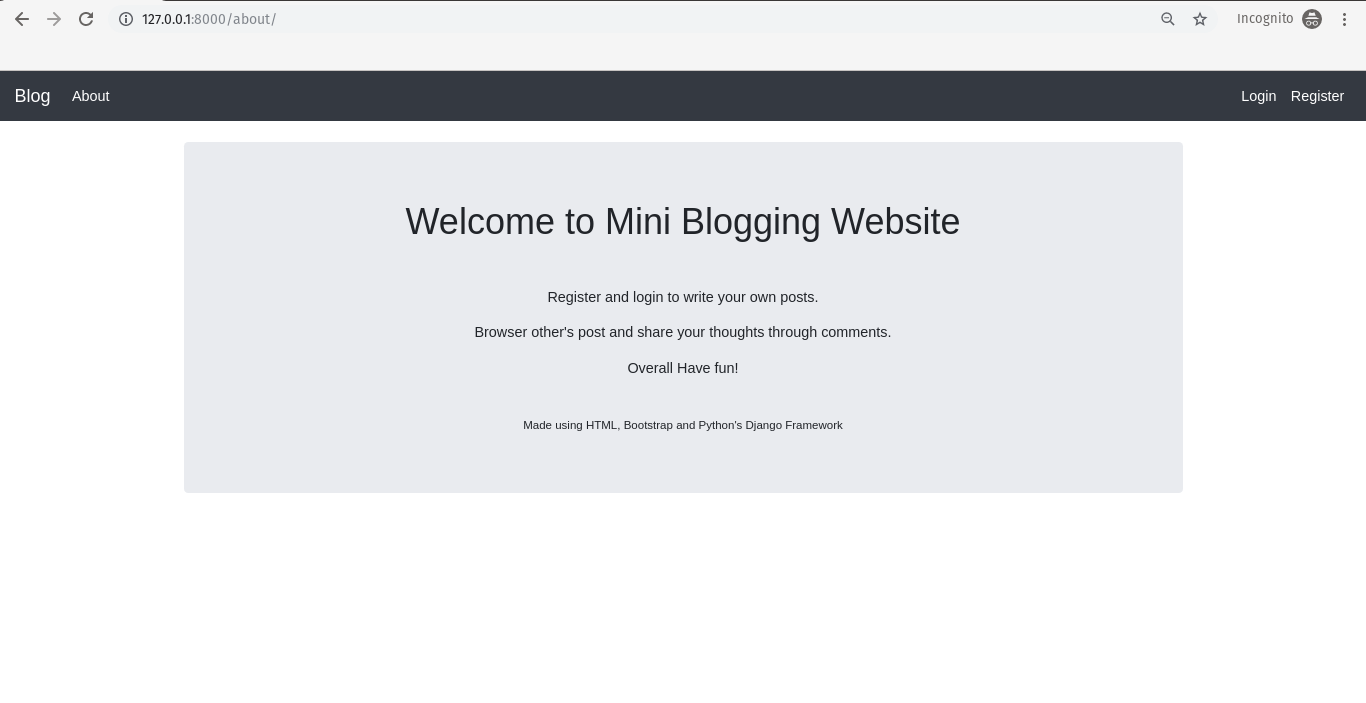 127.0.0.1:8000/about/ Incognito
Blog About Login Register
Welcome to Mini Blogging Website
Register and login to write your own posts.
Browser other's post and share your thoughts through comments.
Overall Have fun!
Made using HTML, Bootstrap and Python's Django Framework